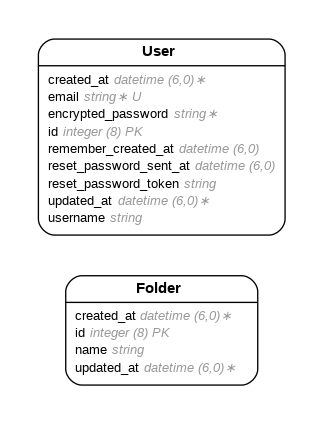 User
created_at datetime (6,0)∗
email string∗ U
encrypted_password string∗
id integer (8) PK
remember_created_at datetime (6,0)
reset_password_sent_at datetime (6,0)
reset_password_token string
updated_at datetime (6,0)∗
username string
Folder
created_at datetime (6,0)∗
id integer (8) PK
name string
updated_at datetime (6,0)∗